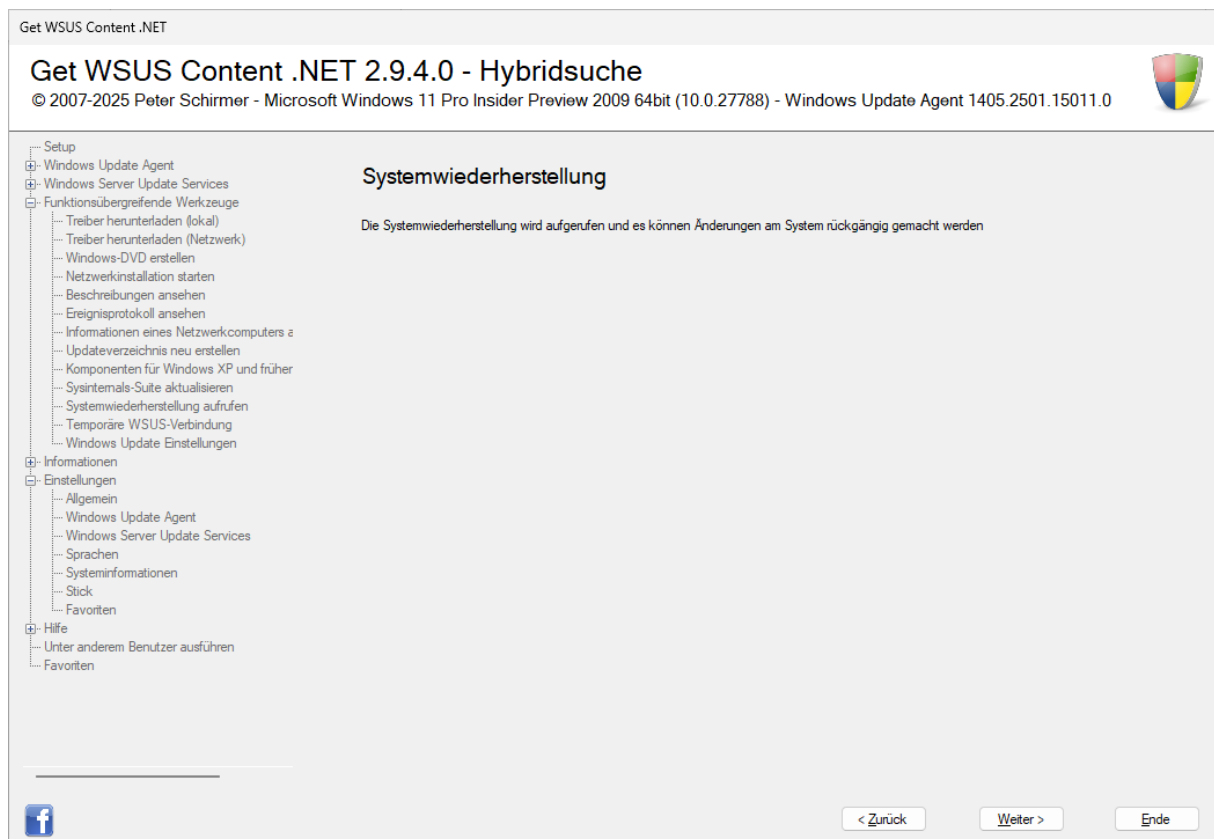 Get WSUS Content .NET
Get WSUS Content .NET 2.9.4.0 - Hybridsuche
© 2007-2025 Peter Schirmer - Microsoft Windows 11 Pro Insider Preview 2009 64bit (10.0.27788) - Windows Update Agent 1405.2501.15011.0
Setup
Windows Update Agent
Windows Server Update Services
Funktionsübergreifende Werkzeuge
Treiber herunterladen (lokal)
Treiber herunterladen (Netzwerk)
Windows-DVD erstellen
Netzwerkinstallation starten
Beschreibungen ansehen
Ereignisprotokoll ansehen
Informationen eines Netzwerkcomputers a
Updateverzeichnis neu erstellen
Komponenten für Windows XP und früher
Sysinternals-Suite aktualisieren
Systemwiederherstellung aufrufen
Temporäre WSUS-Verbindung
Windows Update Einstellungen
Informationen
Einstellungen
Allgemein
Windows Update Agent
Windows Server Update Services
Sprachen
Systeminformationen
Stick
Favoriten
Hilfe
Unter anderem Benutzer ausführen
Favoriten
Systemwiederherstellung
Die Systemwiederherstellung wird aufgerufen und es können Änderungen am System rückgängig gemacht werden
f
< Zurück
Weiter >
Ende